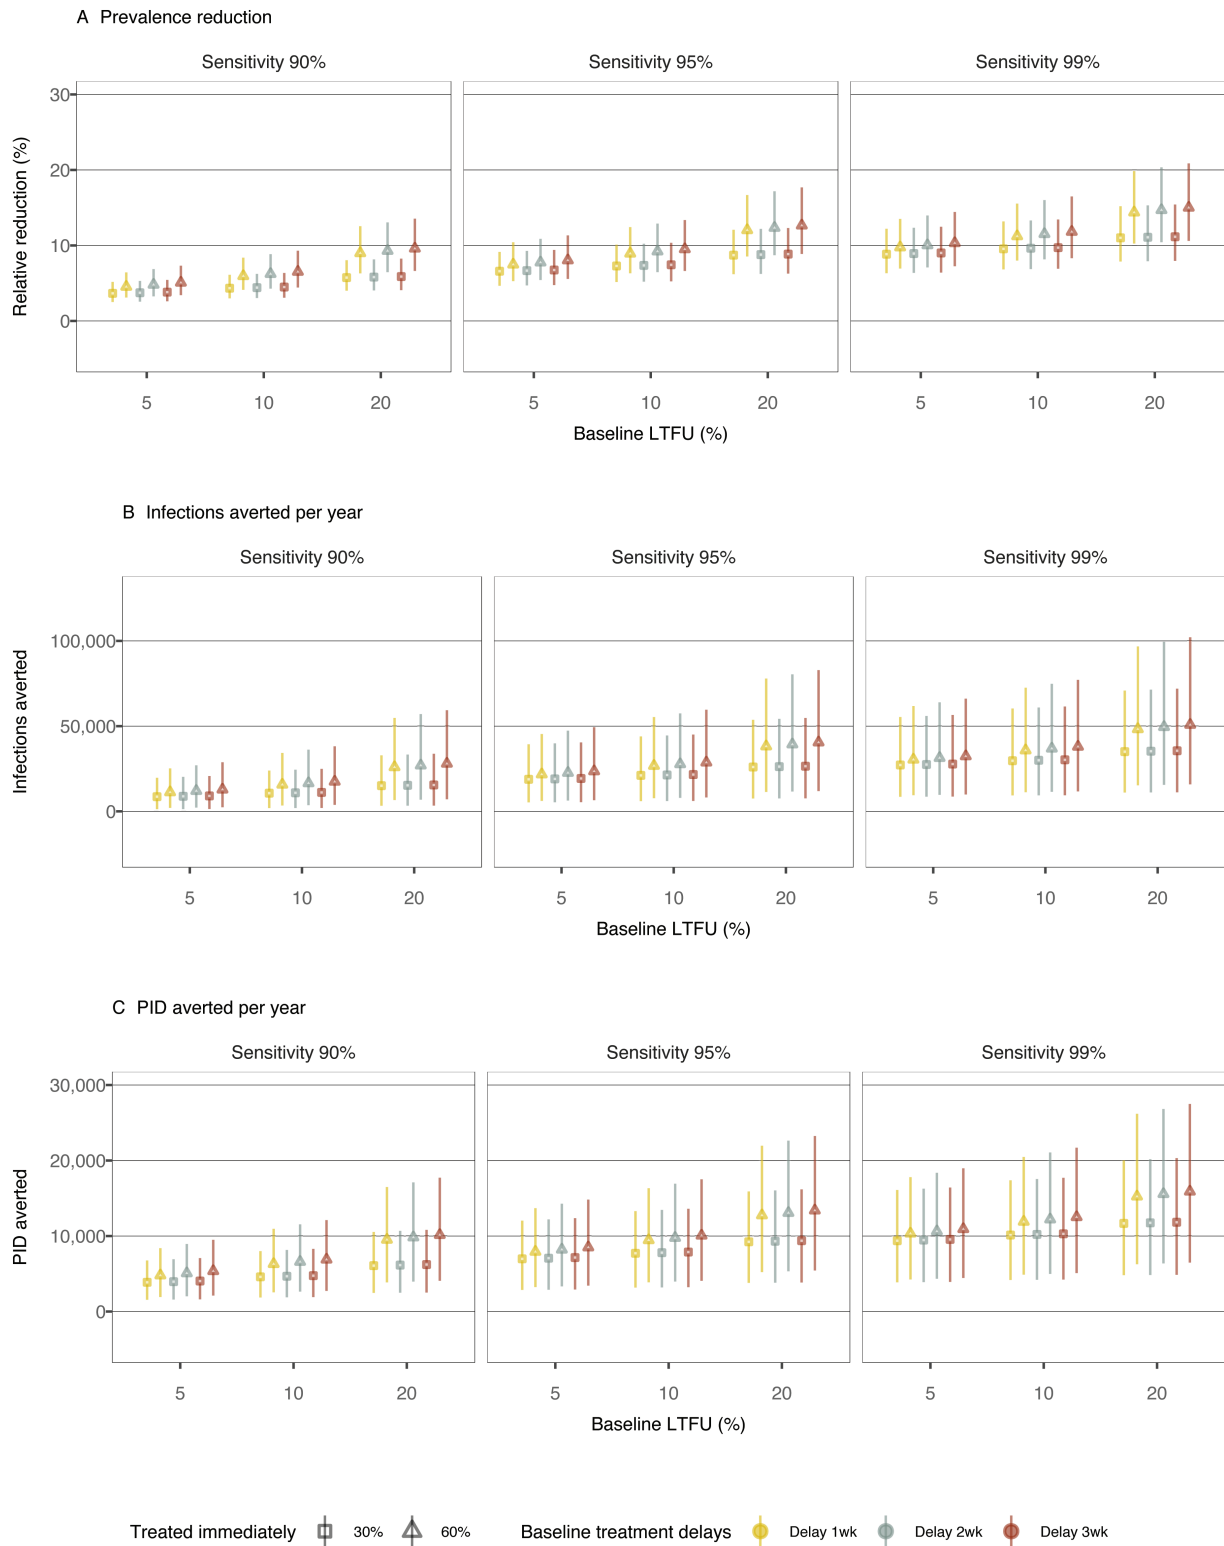 A Prevalence reduction
Sensitivity 90% Sensitivity 95% Sensitivity 99%
Relative reduction (%)
30
20
10
0
5 10 20 5 10 20 5 10 20
Baseline LTFU (%)
B Infections averted per year
Sensitivity 90% Sensitivity 95% Sensitivity 99%
Infections averted
100,000
50,000
0
5 10 20 5 10 20 5 10 20
Baseline LTFU (%)
C PID averted per year
Sensitivity 90% Sensitivity 95% Sensitivity 99%
PID averted
30,000
20,000
10,000
0
5 10 20 5 10 20 5 10 20
Baseline LTFU (%)
Treated immediately 30% 60% Baseline treatment delays Delay 1wk Delay 2wk Delay 3wk